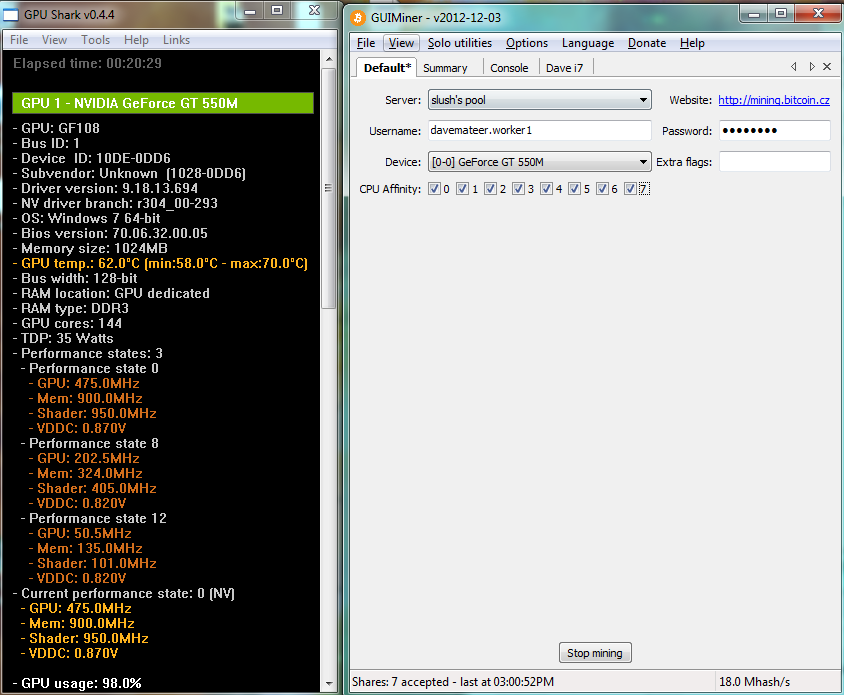 GPU Shark v0.4.4
File View Tools Help Links
Elapsed time: 00:20:29
GPU 1 - NVIDIA GeForce GT 550M
- GPU: GF108
- Bus ID: 1
- Device ID: 10DE-0DD6
- Subvendor: Unknown (1028-0DD6)
- Driver version: 9.18.13.694
- NV driver branch: r304_00-293
- OS: Windows 7 64-bit
- Bios version: 70.06.32.00.05
- Memory size: 1024MB
- GPU temp.: 62.0°C (min:58.0°C - max:70.0°C)
- Bus width: 128-bit
- RAM location: GPU dedicated
- RAM type: DDR3
- GPU cores: 144
- TDP: 35 Watts
- Performance states: 3
- Performance state 0
- GPU: 475.0MHz
- Mem: 900.0MHz
- Shader: 950.0MHz
- VDDC: 0.870V
- Performance state 8
- GPU: 202.5MHz
- Mem: 324.0MHz
- Shader: 405.0MHz
- VDDC: 0.820V
- Performance state 12
- GPU: 50.5MHz
- Mem: 135.0MHz
- Shader: 101.0MHz
- VDDC: 0.820V
- Current performance state: 0 (NV)
- GPU: 475.0MHz
- Mem: 900.0MHz
- Shader: 950.0MHz
- VDDC: 0.870V
- GPU usage: 98.0%
GUIMiner - v2012-12-03
File View Solo utilities Options Language Donate Help
Default* Summary Console Dave i7
Server: slush's pool Website: http://mining.bitcoin.cz
Username: davemateer.worker1 Password: ●●●●●●●●
Device: [0-0] GeForce GT 550M Extra flags:
CPU Affinity: 0 1 2 3 4 5 6 7
Stop mining
Shares: 7 accepted - last at 03:00:52PM 18.0 Mhash/s